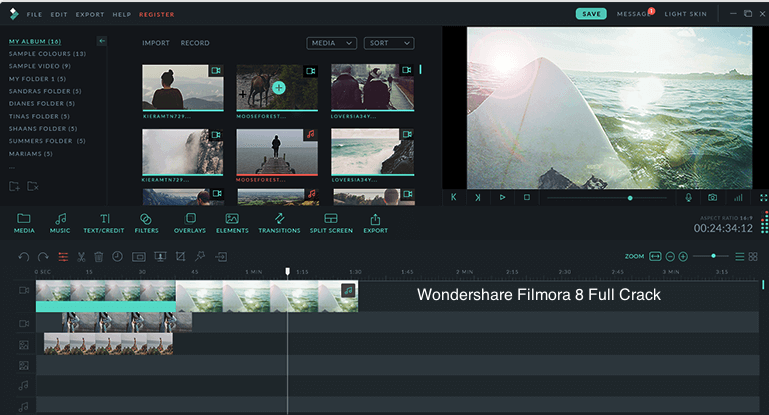 FILE EDIT EXPORT HELP REGISTER SAVE MESSAGE 1 LIGHT SKIN
MY ALBUM (16)
SAMPLE COLOURS (13)
SAMPLE VIDEO (9)
MY FOLDER 1 (5)
SANDRAS FOLDER (5)
DIANES FOLDER (5)
TINAS FOLDER (5)
SHAANS FOLDER (5)
SUMMERS FOLDER (5)
MARIAMS (5)
...
IMPORT RECORD MEDIA SORT
KIERAMTN729... MOOSEFOREST... LOVERSIA34Y...
KIERAMTN729... MOOSEFOREST... LOVERSIA34Y...
MEDIA MUSIC TEXT/CREDIT FILTERS OVERLAYS ELEMENTS TRANSITIONS SPLIT SCREEN EXPORT
ASPECT RATIO 16:9
00:24:34:12
ZOOM
0 SEC 15 30 45 1 MIN 1:15 1:30 1:45 2 MIN 2:15 2:30 2:45 3 MIN 3:15
Wondershare Filmora 8 Full Crack